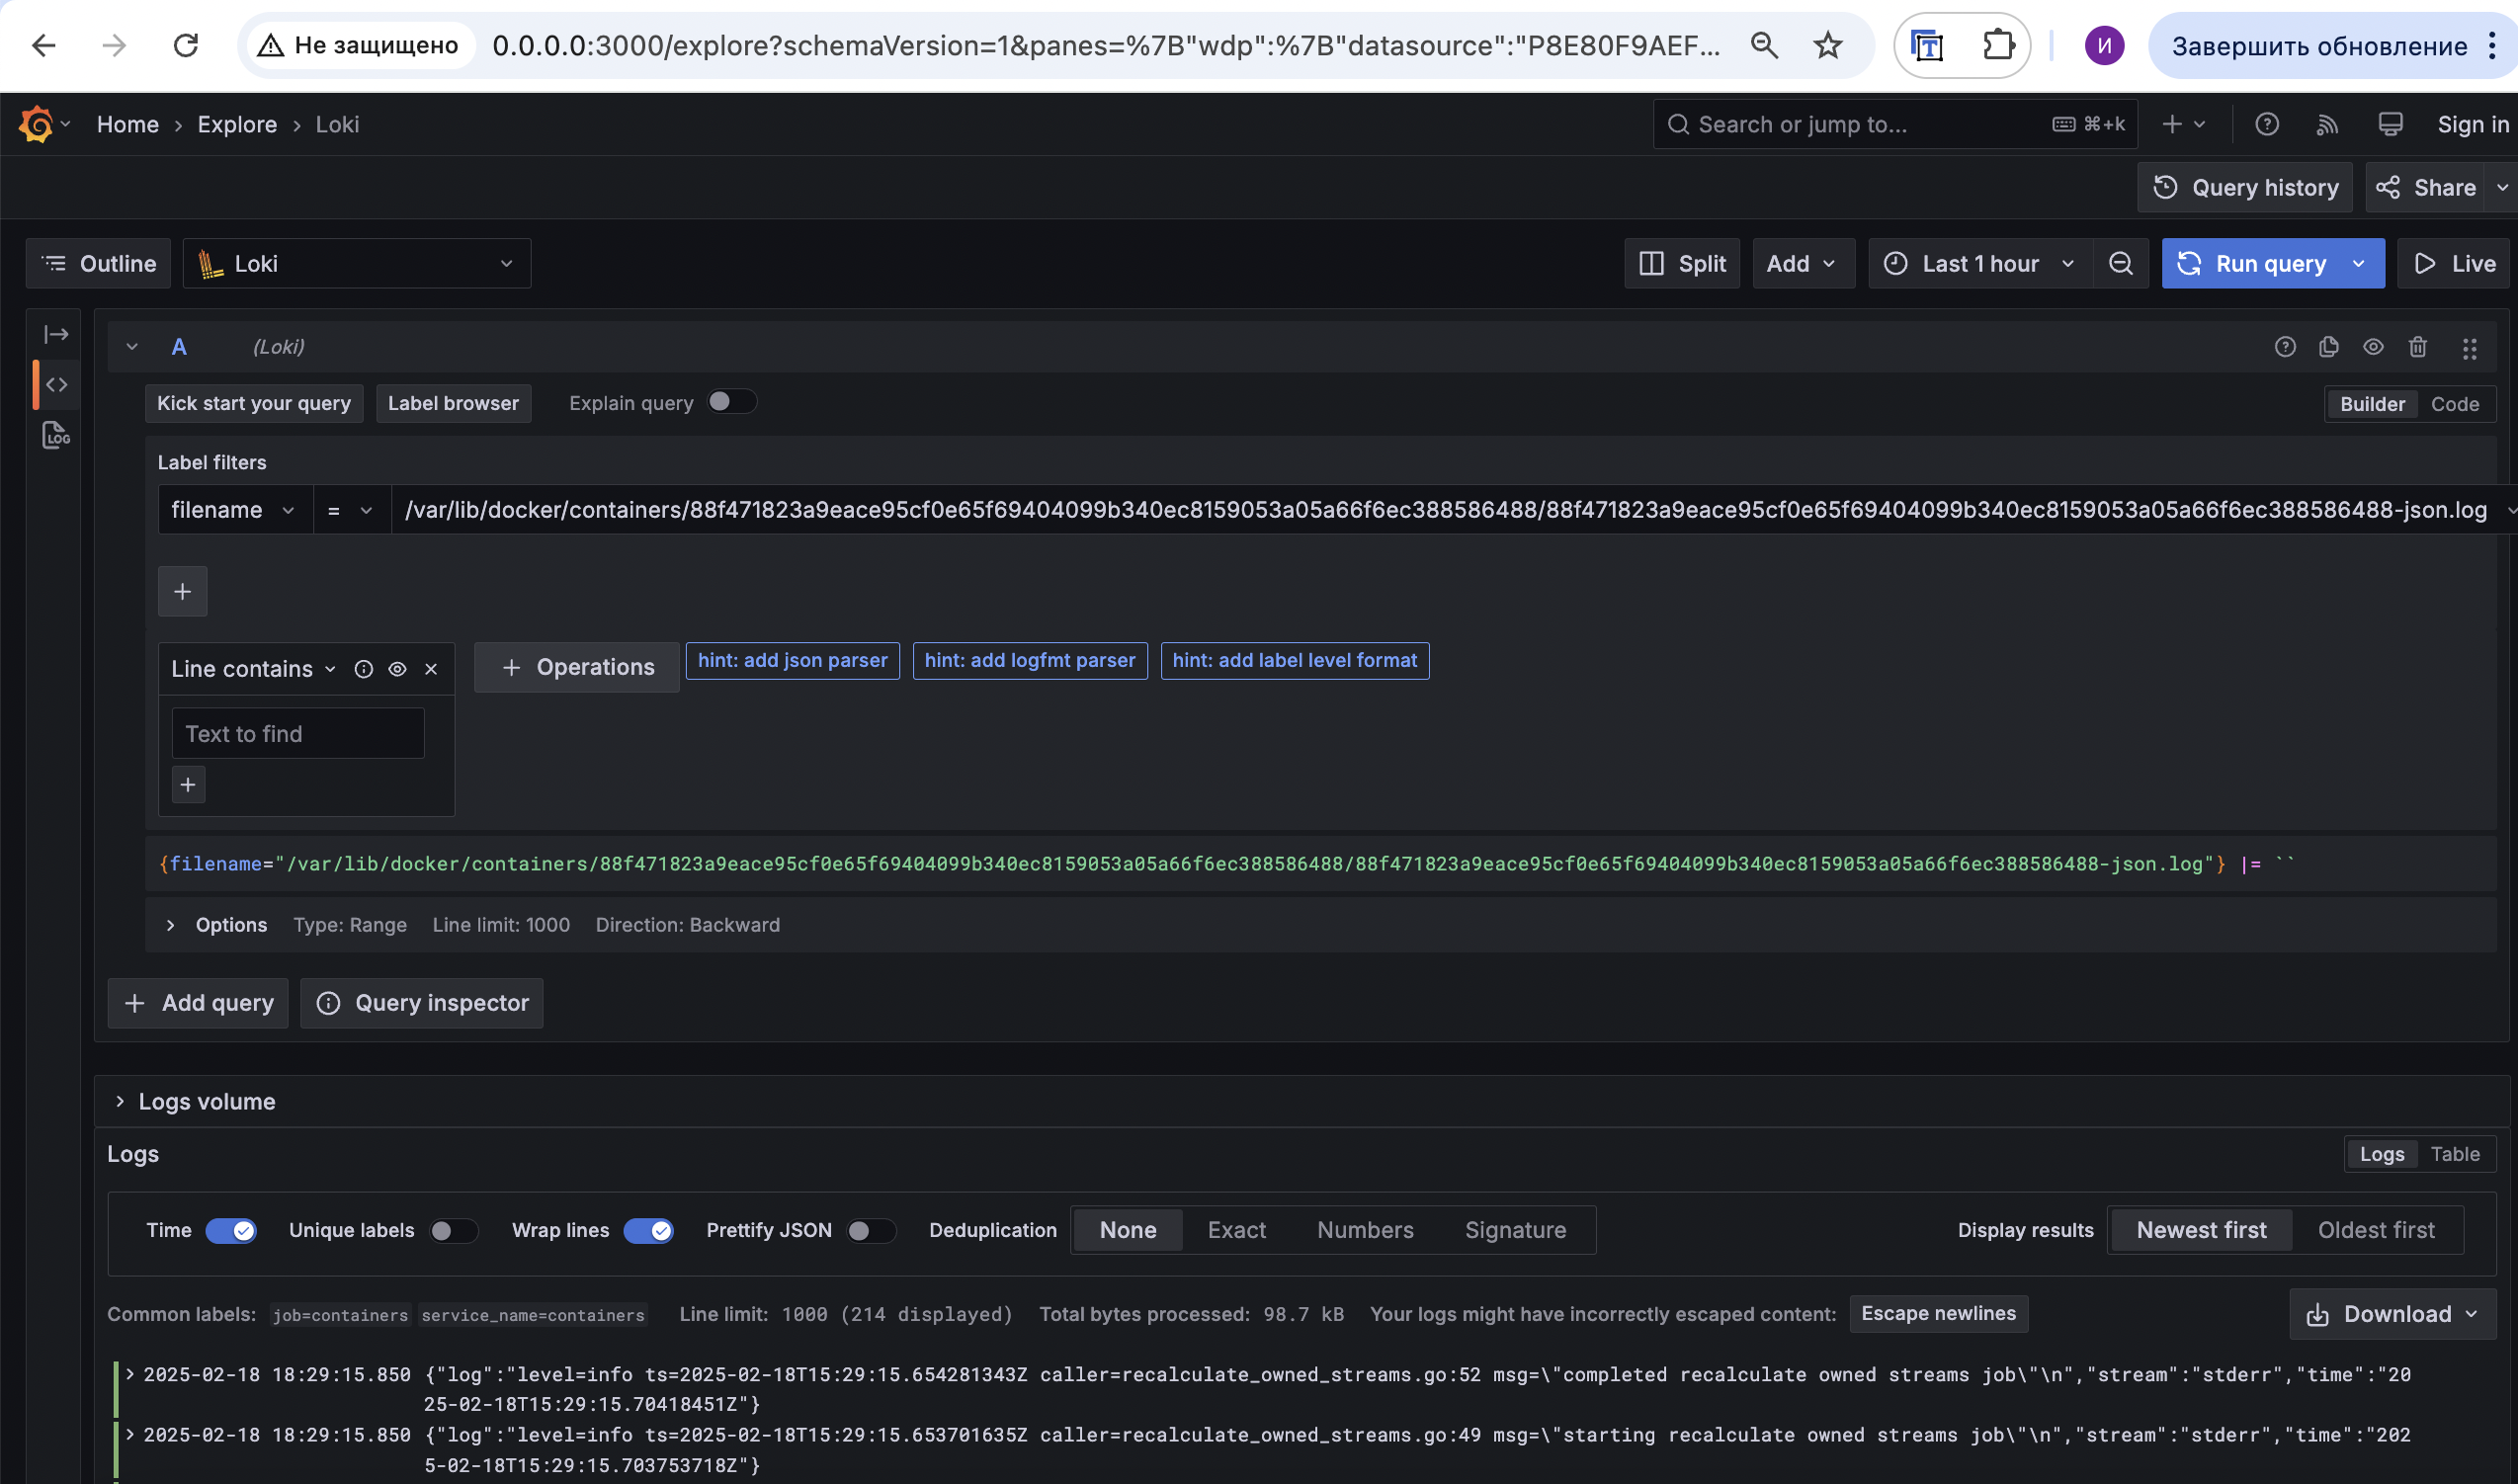 Не защищено 0.0.0.0:3000/explore?schemaVersion=1&panes=%7B"wdp":%7B"datasource":"P8E80F9AEF... И Завершить обновление
Home › Explore › Loki Search or jump to... ⌘+k Sign in
Query history Share
Outline Loki Split Add Last 1 hour Run query Live
A (Loki)
Kick start your query Label browser Explain query Builder Code
LOG
Label filters
filename = /var/lib/docker/containers/88f471823a9eace95cf0e65f69404099b340ec8159053a05a66f6ec388586488/88f471823a9eace95cf0e65f69404099b340ec8159053a05a66f6ec388586488-json.log
Line contains Operations hint: add json parser hint: add logfmt parser hint: add label level format
Text to find
{filename="/var/lib/docker/containers/88f471823a9eace95cf0e65f69404099b340ec8159053a05a66f6ec388586488/88f471823a9eace95cf0e65f69404099b340ec8159053a05a66f6ec388586488-json.log"} |= ``
Options Type: Range Line limit: 1000 Direction: Backward
Add query Query inspector
Logs volume
Logs Logs Table
Time Unique labels Wrap lines Prettify JSON Deduplication None Exact Numbers Signature Display results Newest first Oldest first
Common labels: job=containers service_name=containers Line limit: 1000 (214 displayed) Total bytes processed: 98.7 kB Your logs might have incorrectly escaped content: Escape newlines Download
2025-02-18 18:29:15.850 {"log":"level=info ts=2025-02-18T15:29:15.654281343Z caller=recalculate_owned_streams.go:52 msg=\"completed recalculate owned streams job\"\n","stream":"stderr","time":"20
25-02-18T15:29:15.70418451Z"}
2025-02-18 18:29:15.850 {"log":"level=info ts=2025-02-18T15:29:15.653701635Z caller=recalculate_owned_streams.go:49 msg=\"starting recalculate owned streams job\"\n","stream":"stderr","time":"202
5-02-18T15:29:15.703753718Z"}